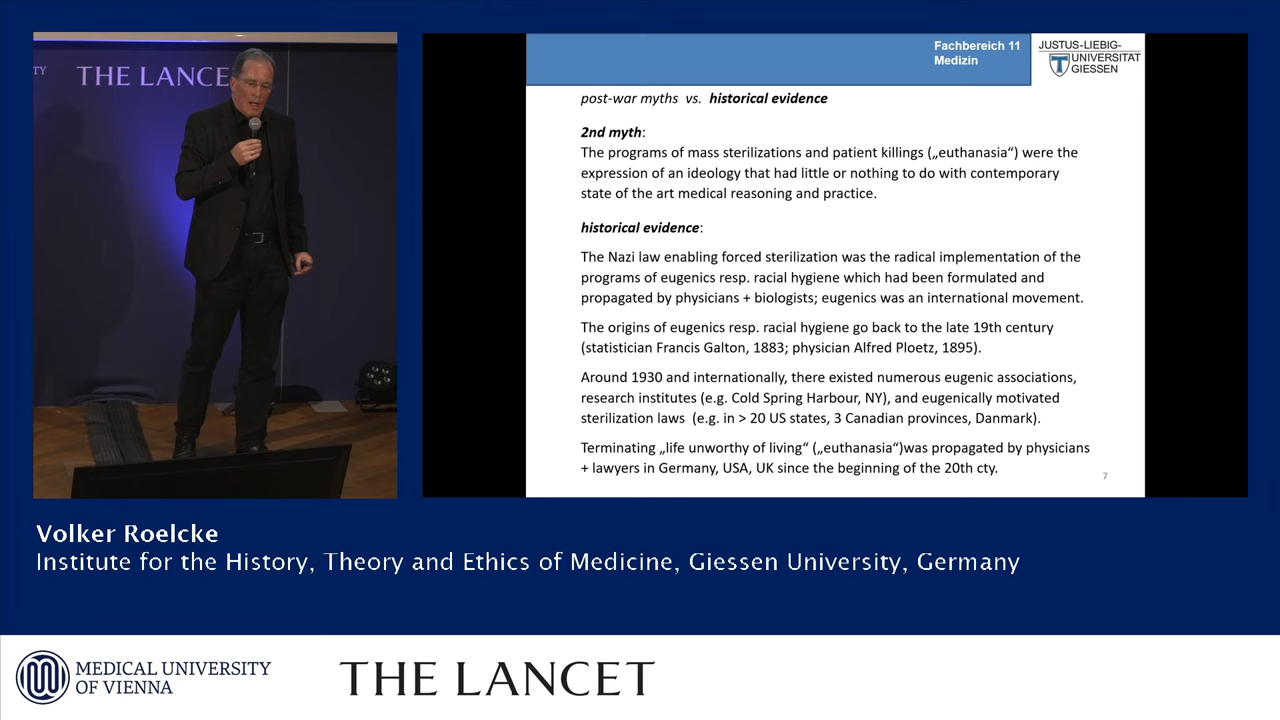 TY THE LANCE
Fachbereich 11
Medizin
JUSTUS-LIEBIG-
UNIVERSITAT
GIESSEN
post-war myths vs. historical evidence
2nd myth:
The programs of mass sterilizations and patient killings („euthanasia“) were the
expression of an ideology that had little or nothing to do with contemporary
state of the art medical reasoning and practice.
historical evidence:
The Nazi law enabling forced sterilization was the radical implementation of the
programs of eugenics resp. racial hygiene which had been formulated and
propagated by physicians + biologists; eugenics was an international movement.
The origins of eugenics resp. racial hygiene go back to the late 19th century
(statistician Francis Galton, 1883; physician Alfred Ploetz, 1895).
Around 1930 and internationally, there existed numerous eugenic associations,
research institutes (e.g. Cold Spring Harbour, NY), and eugenically motivated
sterilization laws (e.g. in > 20 US states, 3 Canadian provinces, Danmark).
Terminating „life unworthy of living“ („euthanasia“)was propagated by physicians
+ lawyers in Germany, USA, UK since the beginning of the 20th cty.
7
Volker Roelcke
Institute for the History, Theory and Ethics of Medicine, Giessen University, Germany
MEDICAL UNIVERSITY
OF VIENNA
THE LANCET